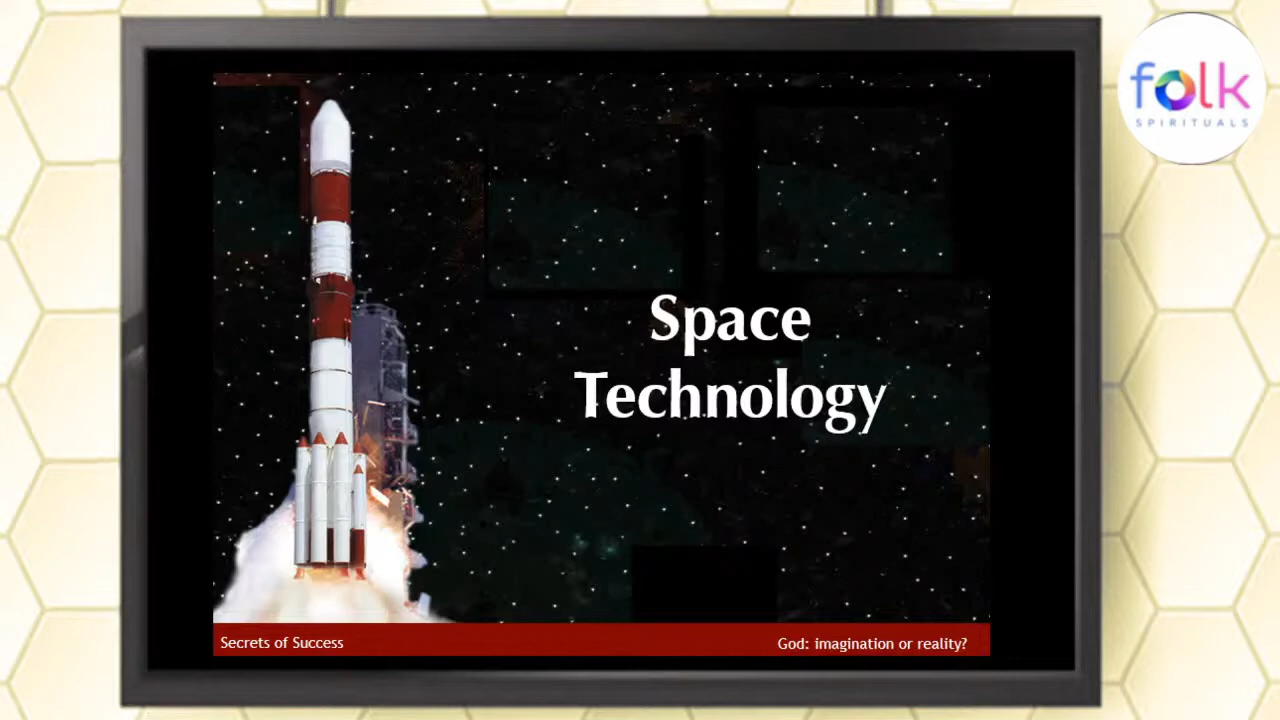 folk
SPIRITUALS
Space
Technology
Secrets of Success
God: imagination or reality?